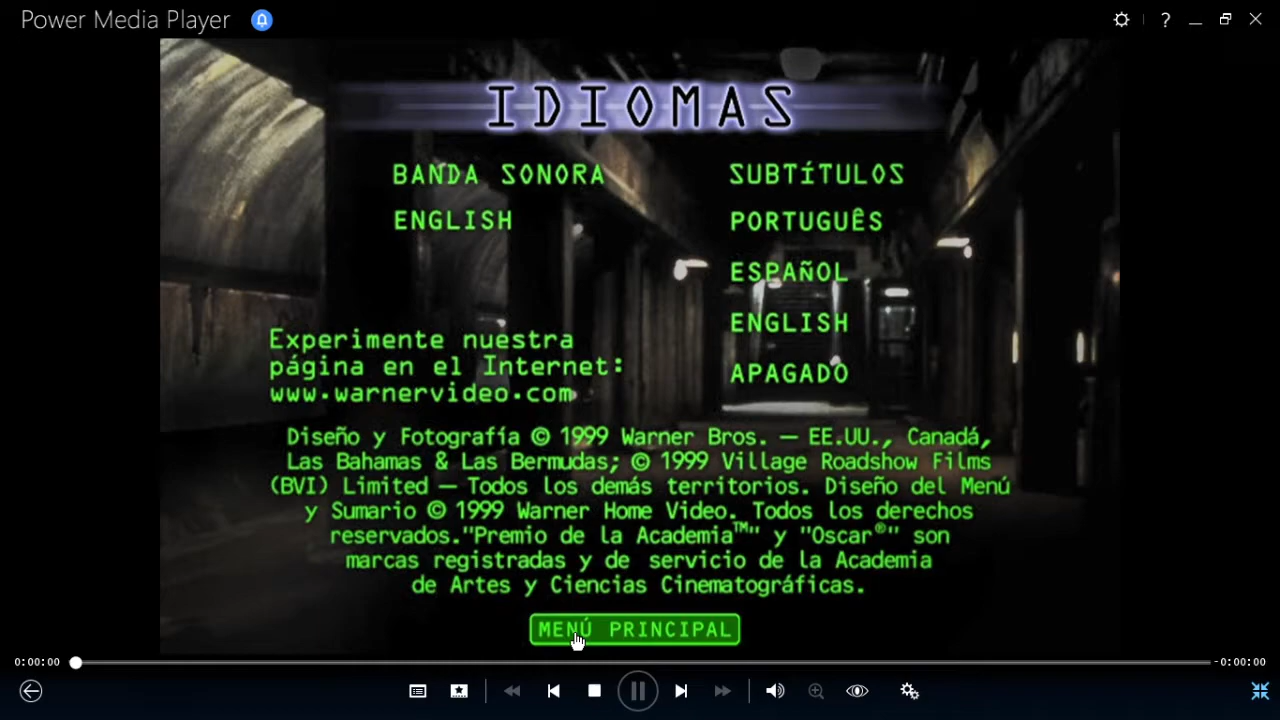 Power Media Player
IDIOMAS
BANDA SONORA
ENGLISH
SUBTÍTULOS
PORTUGUÊS
ESPAÑOL
ENGLISH
APAGADO
Experimente nuestra
página en el Internet:
www.warnervideo.com
Diseño y Fotografía © 1999 Warner Bros. — EE.UU., Canadá,
Las Bahamas & Las Bermudas; © 1999 Village Roadshow Films
(BVI) Limited — Todos los demás territorios. Diseño del Menú
y Sumario © 1999 Warner Home Video. Todos los derechos
reservados."Premio de la Academia™" y "Oscar®" son
marcas registradas y de servicio de la Academia
de Artes y Ciencias Cinematográficas.
MENÚ PRINCIPAL
0:00:00
-0:00:00